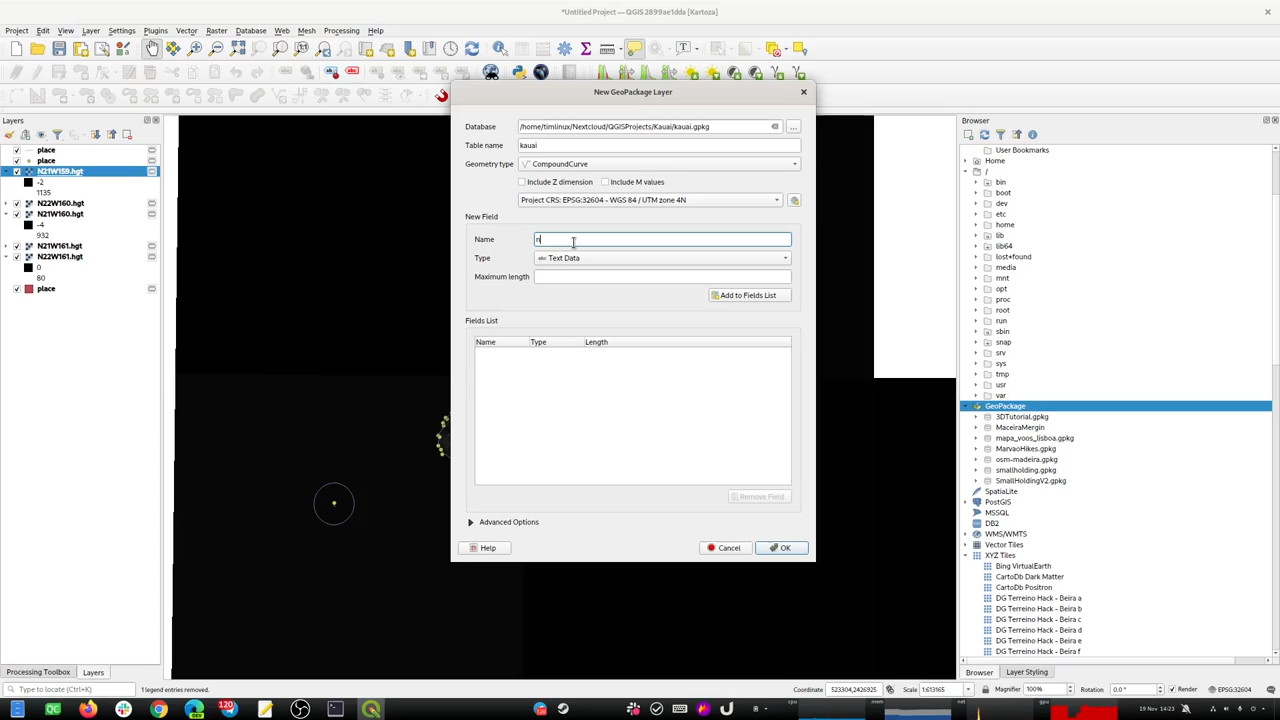 *Untitled Project — QGIS 2899ae1dda [Kartoza]
Project Edit View Layer Settings Plugins Vector Raster Database Web Mesh Processing Help
Layers
place
place
N21W159.hgt
-2
1135
N22W160.hgt
N21W160.hgt
-4
932
N21W161.hgt
N22W161.hgt
0
80
place
New GeoPackage Layer
Database /home/timlinux/Nextcloud/QGISProjects/Kauai/kauai.gpkg ...
Table name kauai
Geometry type CompoundCurve
Include Z dimension Include M values
Project CRS: EPSG:32604 - WGS 84 / UTM zone 4N
New Field
Name n
Type abc Text Data
Maximum length
Add to Fields List
Fields List
Name Type Length
Remove Field
Advanced Options
Help Cancel OK
Browser
User Bookmarks
Home
/
bin
boot
dev
etc
home
lib
lib64
lost+found
media
mnt
opt
proc
root
run
sbin
snap
srv
sys
tmp
usr
var
GeoPackage
3DTutorial.gpkg
MaceiraMergin
mapa_voos_lisboa.gpkg
MarvaoHikes.gpkg
osm-madeira.gpkg
smallholding.gpkg
SmallHoldingV2.gpkg
SpatiaLite
PostGIS
MSSQL
DB2
WMS/WMTS
Vector Tiles
XYZ Tiles
Bing VirtualEarth
CartoDb Dark Matter
CartoDb Positron
DG Terreino Hack - Beira a
DG Terreino Hack - Beira b
DG Terreino Hack - Beira c
DG Terreino Hack - Beira d
DG Terreino Hack - Beira e
DG Terreino Hack - Beira f
Processing Toolbox Layers
Browser Layer Styling
Type to locate (Ctrl+K) 1 legend entries removed. Coordinate 523304,2426925 Scale 1:613165 Magnifier 100% Rotation 0.0 ° Render EPSG:32604
DEV 120 cpu mem net gpu 19 Nov 14:23